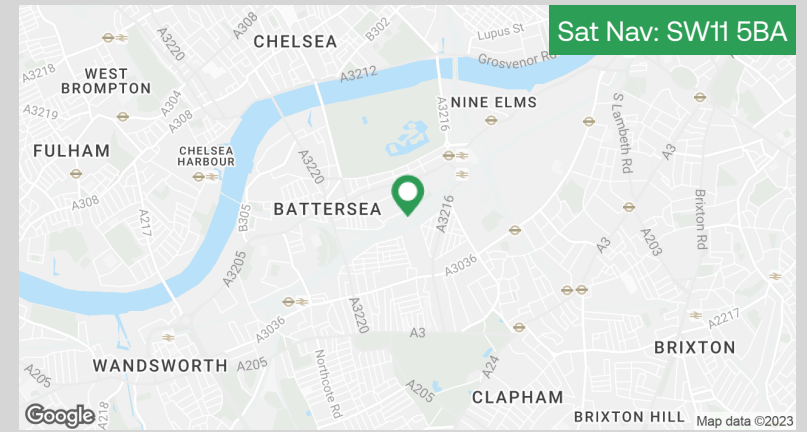 Sat Nav: SW11 5BA
Lupus St
A308
B302
CHELSEA
A3220
Grosvenor Rd
A3218
A3212
WEST
BROMPTON
A304
NINE ELMS
A3219
A308
A3216
S Lambeth Rd
FULHAM
CHELSEA
HARBOUR
A3220
A3
A308
B305
BATTERSEA
A3216
Brixton Rd
A217
A203
A3
A3205
A3036
A3220
A2217
A3036
A3
BRIXTON
WANDSWORTH
A205
Northcote Rd
A24
A205
A205
CLAPHAM
A218
Google
BRIXTON HILL
Map data ©2023